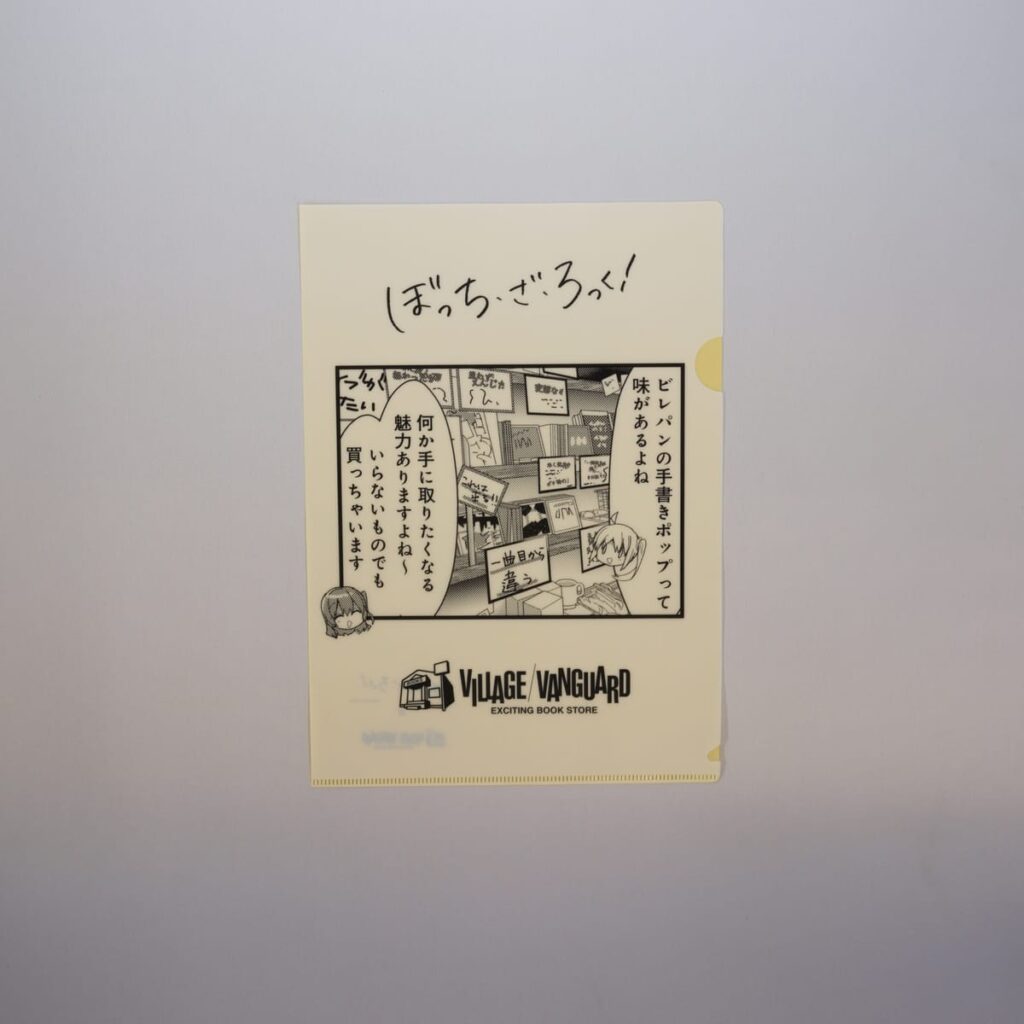 ぼっち・ざ・ろっく!
ビレバンの手書きポップって
味があるよね
一曲目から
違う
何か手に取りたくなる
魅力ありますよね~
いらないものでも
買っちゃいます
VILLAGE/VANGUARD
EXCITING BOOK STORE